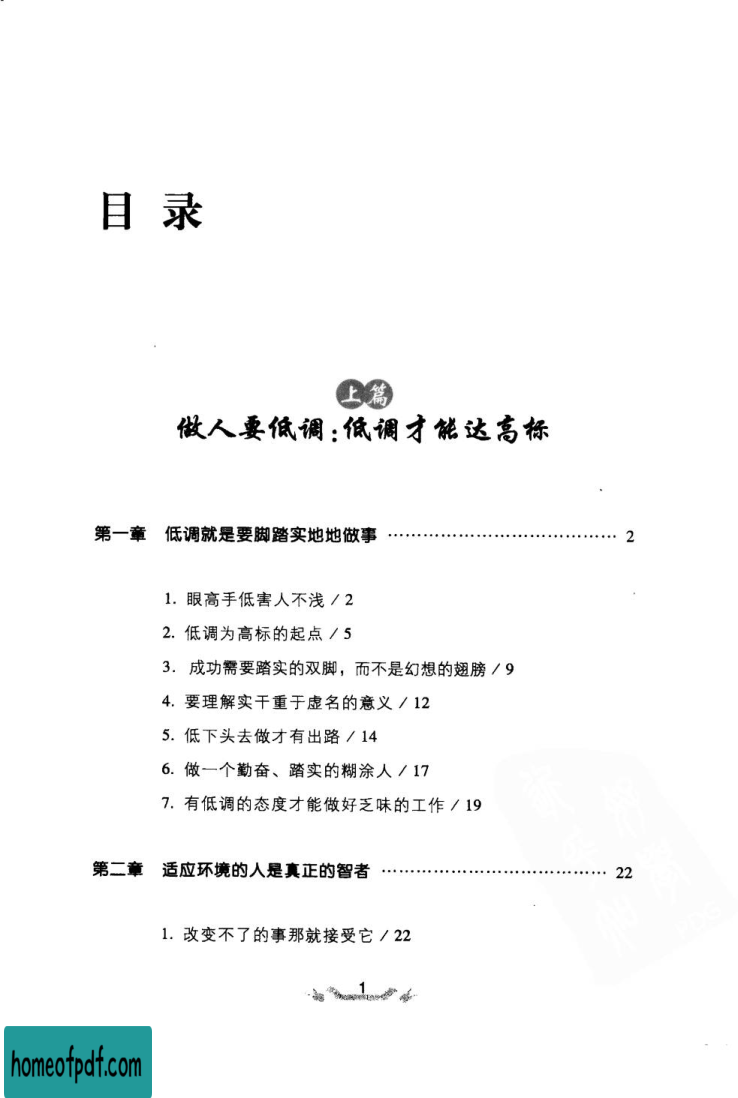 目 录
上篇
做人要低调:低调才能达高标
第一章 低调就是要脚踏实地地做事 …………………………………… 2
1. 眼高手低害人不浅 / 2
2. 低调为高标的起点 / 5
3. 成功需要踏实的双脚,而不是幻想的翅膀 / 9
4. 要理解实干重于虚名的意义 / 12
5. 低下头去做才有出路 / 14
6. 做一个勤奋、踏实的糊涂人 / 17
7. 有低调的态度才能做好乏味的工作 / 19
第二章 适应环境的人是真正的智者 …………………………………… 22
1. 改变不了的事那就接受它 / 22
1
homeofpdf.com